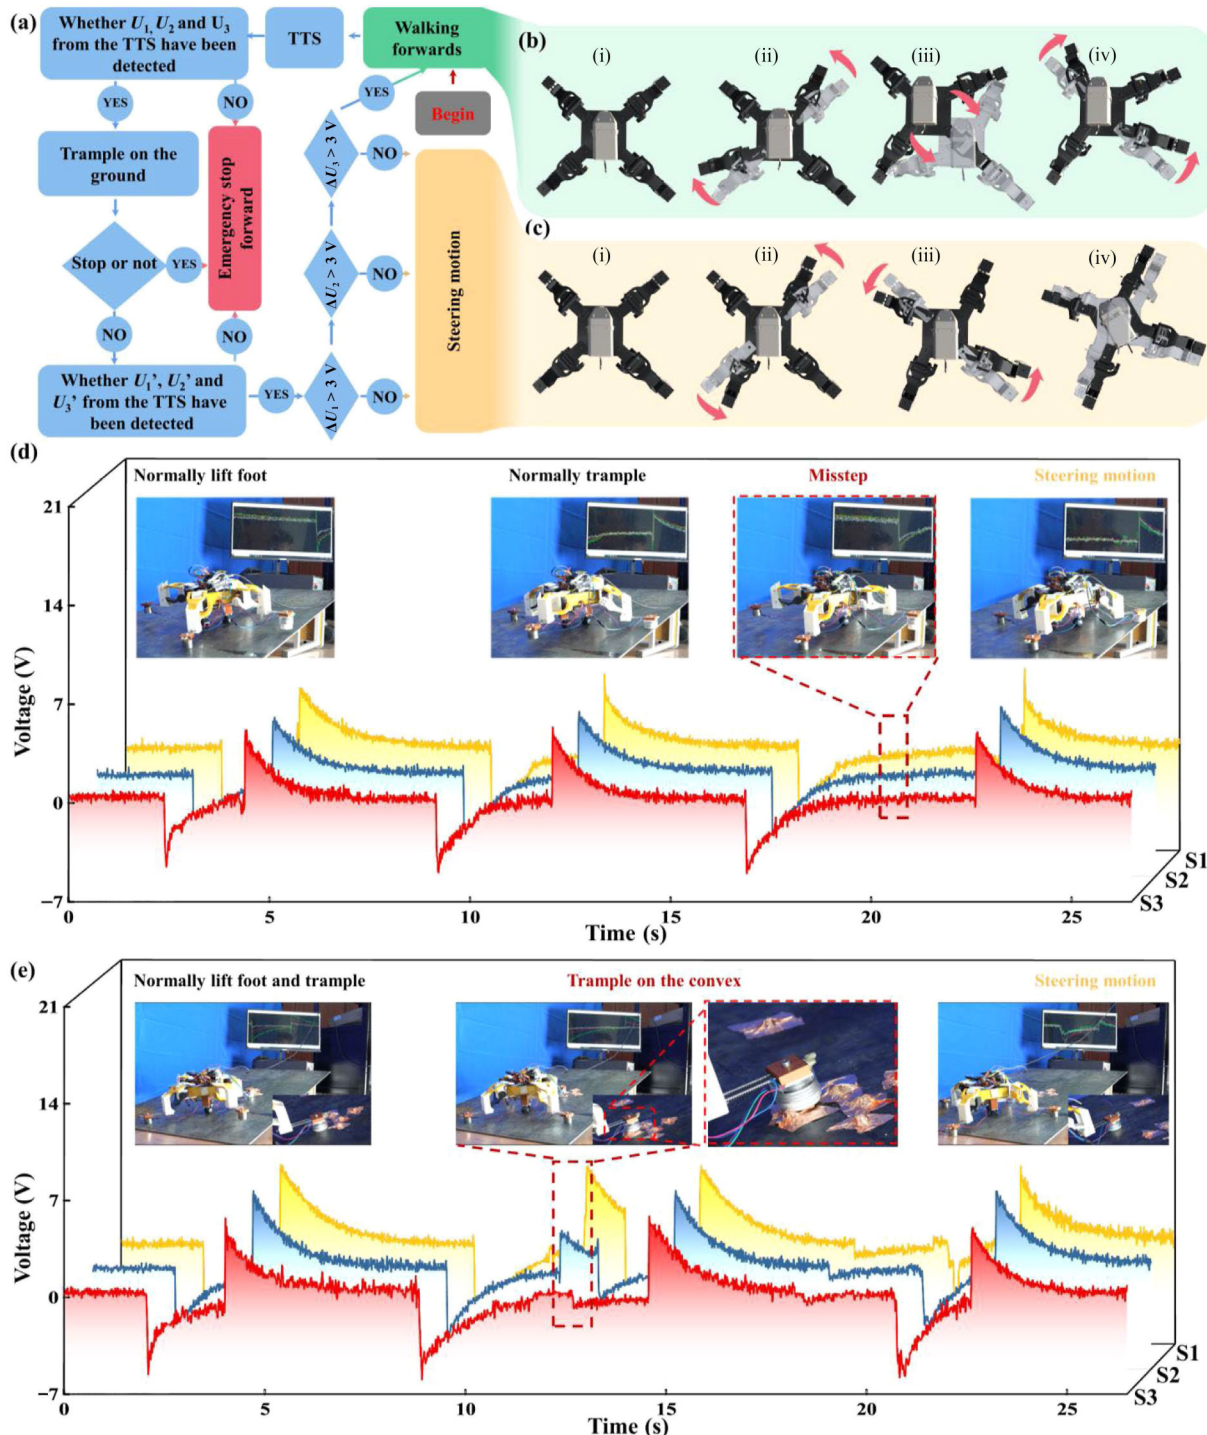 (a)
Whether U₁, U₂ and U₃
from the TTS have been
detected
TTS
Walking
forwards
YES
NO
YES
Begin
Trample on the
ground
Emergency stop
forward
Stop or not
YES
NO
NO
Whether U₁’, U₂’ and
U₃’ from the TTS have
been detected
YES
ΔU₁ > 3 V
NO
ΔU₂ > 3 V
NO
ΔU₃ > 3 V
NO
Steering motion
(b)
(i)
(ii)
(iii)
(iv)
(c)
(i)
(ii)
(iii)
(iv)
(d)
Normally lift foot
Normally trample
Misstep
Steering motion
Voltage (V)
21
14
7
0
−7
0
5
10
15
20
25
Time (s)
S1
S2
S3
(e)
Normally lift foot and trample
Trample on the convex
Steering motion
Voltage (V)
21
14
7
0
−7
0
5
10
15
20
25
Time (s)
S1
S2
S3